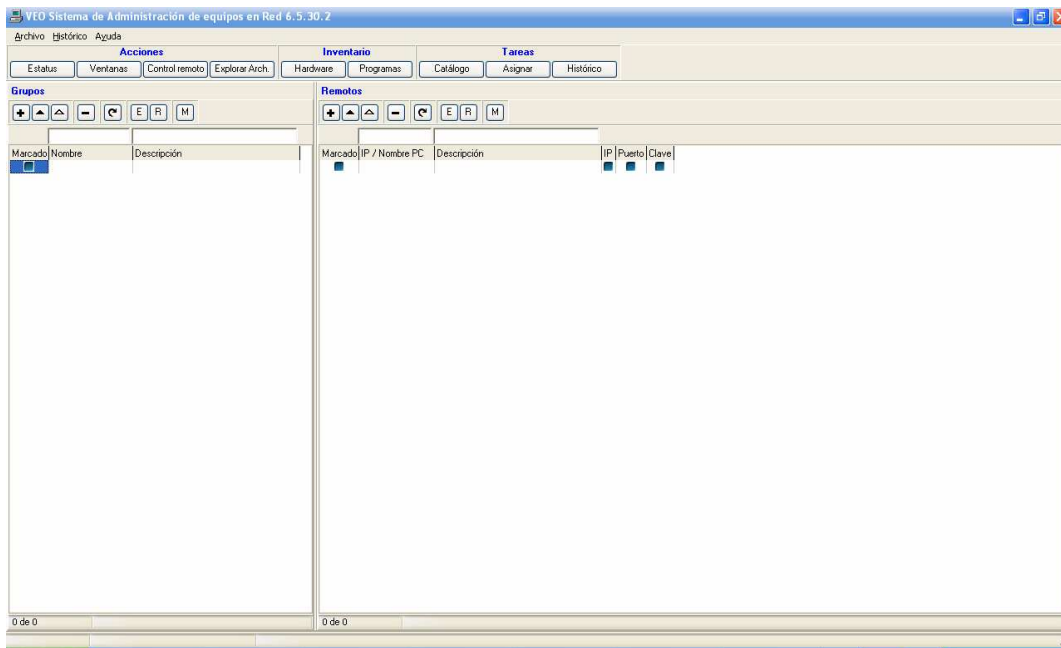 VEO Sistema de Administración de equipos en Red 6.5.30.2
Archivo Histórico Ayuda
Acciones Inventario Tareas
Estatus Ventanas Control remoto Explorar Arch. Hardware Programas Catálogo Asignar Histórico
Grupos Remotos
E R M E R M
Marcado Nombre Descripción Marcado IP / Nombre PC Descripción IP Puerto Clave
0 de 0 0 de 0